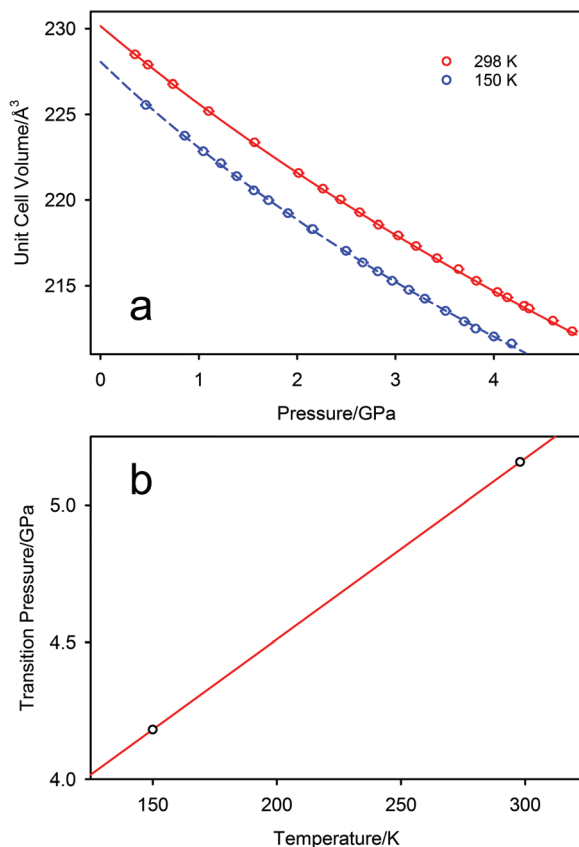 230
225
220
215
Unit Cell Volume/Å³
298 K
150 K
a
0 1 2 3 4
Pressure/GPa
b
5.0
4.5
4.0
Transition Pressure/GPa
150 200 250 300
Temperature/K